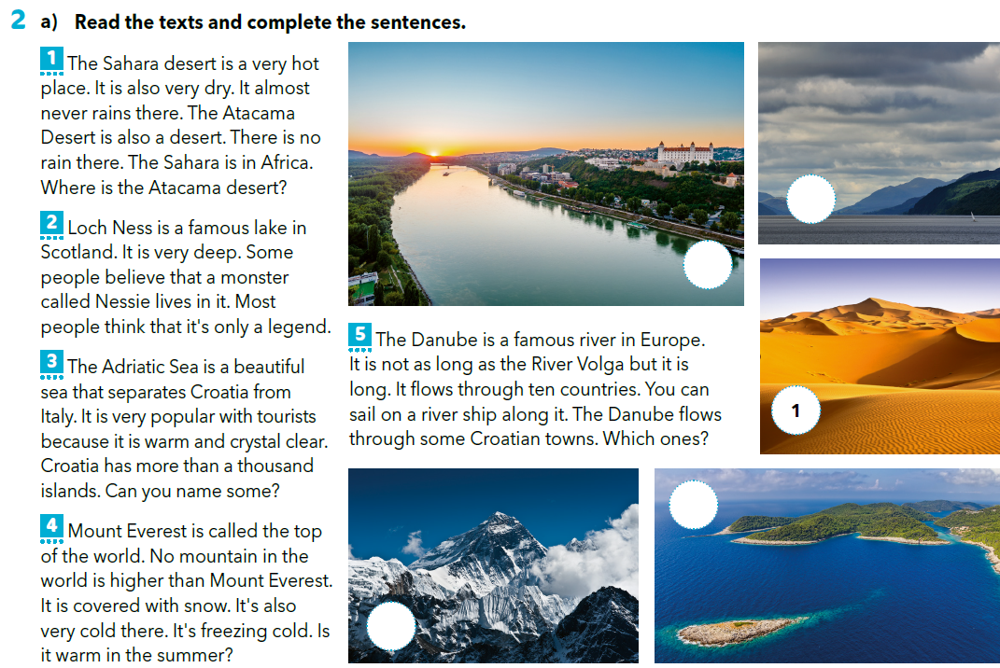 2 a) Read the texts and complete the sentences.
1 The Sahara desert is a very hot
place. It is also very dry. It almost
never rains there. The Atacama
Desert is also a desert. There is no
rain there. The Sahara is in Africa.
Where is the Atacama desert?
2 Loch Ness is a famous lake in
Scotland. It is very deep. Some
people believe that a monster
called Nessie lives in it. Most
people think that it's only a legend.
3 The Adriatic Sea is a beautiful
sea that separates Croatia from
Italy. It is very popular with tourists
because it is warm and crystal clear.
Croatia has more than a thousand
islands. Can you name some?
4 Mount Everest is called the top
of the world. No mountain in the
world is higher than Mount Everest.
It is covered with snow. It's also
very cold there. It's freezing cold. Is
it warm in the summer?
5 The Danube is a famous river in Europe.
It is not as long as the River Volga but it is
long. It flows through ten countries. You can
sail on a river ship along it. The Danube flows
through some Croatian towns. Which ones?
1